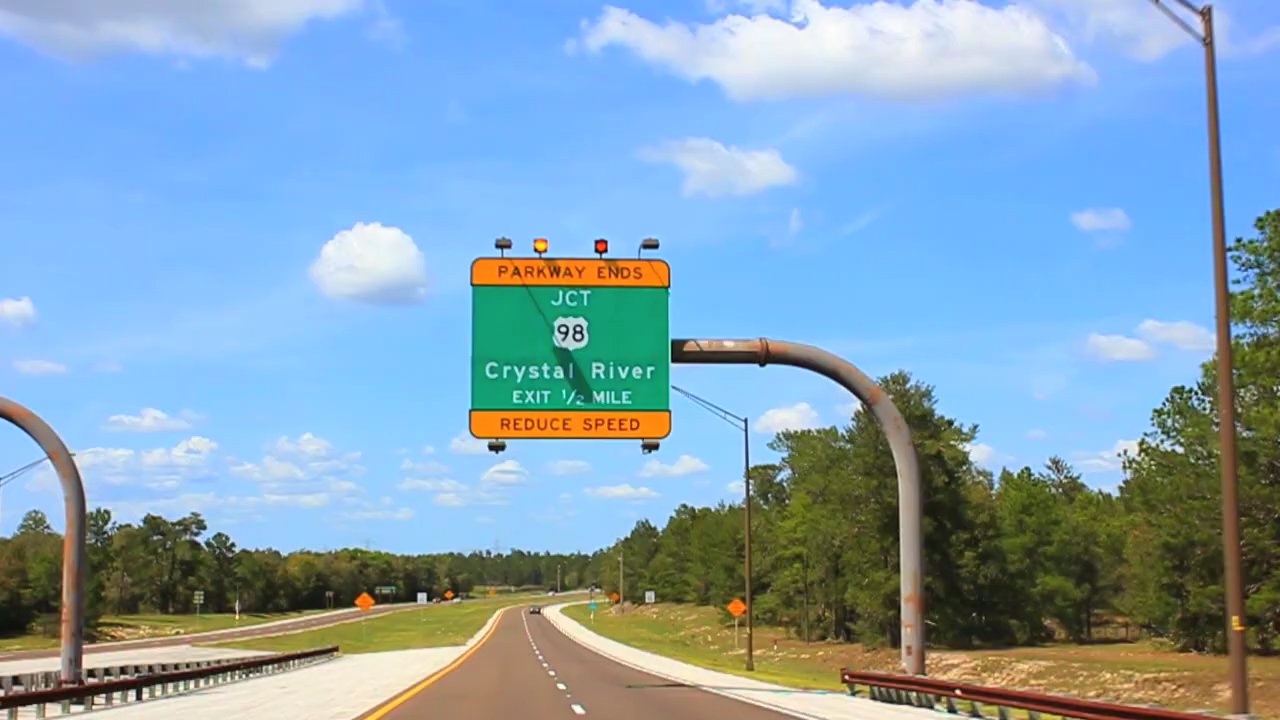 PARKWAY ENDS
JCT
98
Crystal River
EXIT 1/2 MILE
REDUCE SPEED